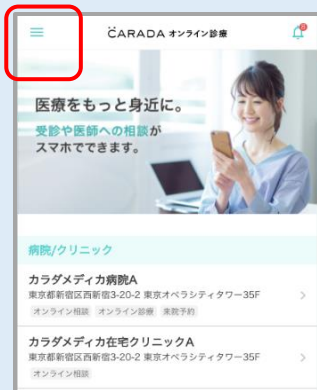 CARADA オンライン診療
医療をもっと身近に。
受診や医師への相談が
スマホでできます。
病院/クリニック
カラダメディカ病院A
東京都新宿区西新宿3-20-2 東京オペラシティタワー35F
オンライン相談 オンライン診療 来院予約
カラダメディカ在宅クリニックA
東京都新宿区西新宿3-20-2 東京オペラシティタワー35F
オンライン相談